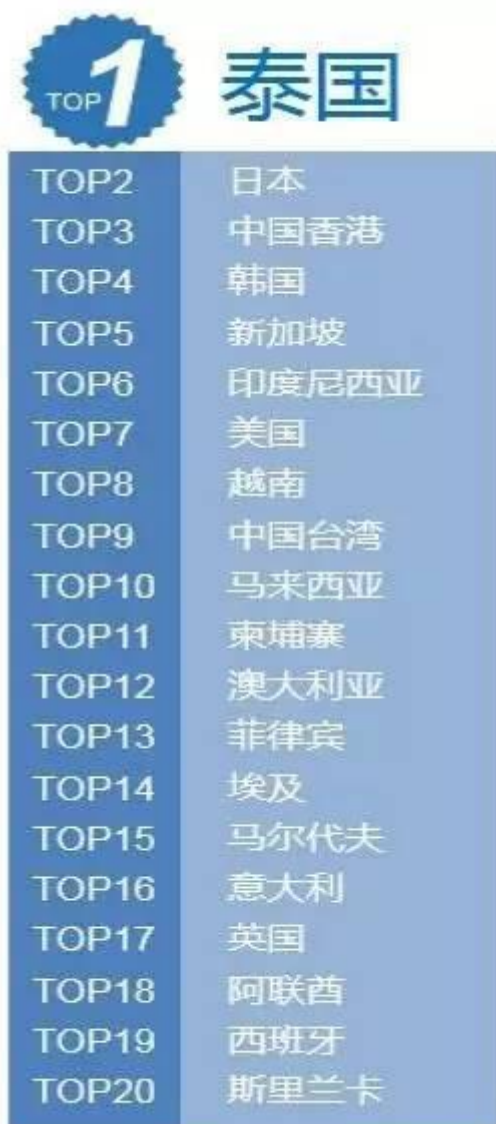 TOP1 泰国
TOP2 日本
TOP3 中国香港
TOP4 韩国
TOP5 新加坡
TOP6 印度尼西亚
TOP7 美国
TOP8 越南
TOP9 中国台湾
TOP10 马来西亚
TOP11 柬埔寨
TOP12 澳大利亚
TOP13 菲律宾
TOP14 埃及
TOP15 马尔代夫
TOP16 意大利
TOP17 英国
TOP18 阿联酋
TOP19 西班牙
TOP20 斯里兰卡